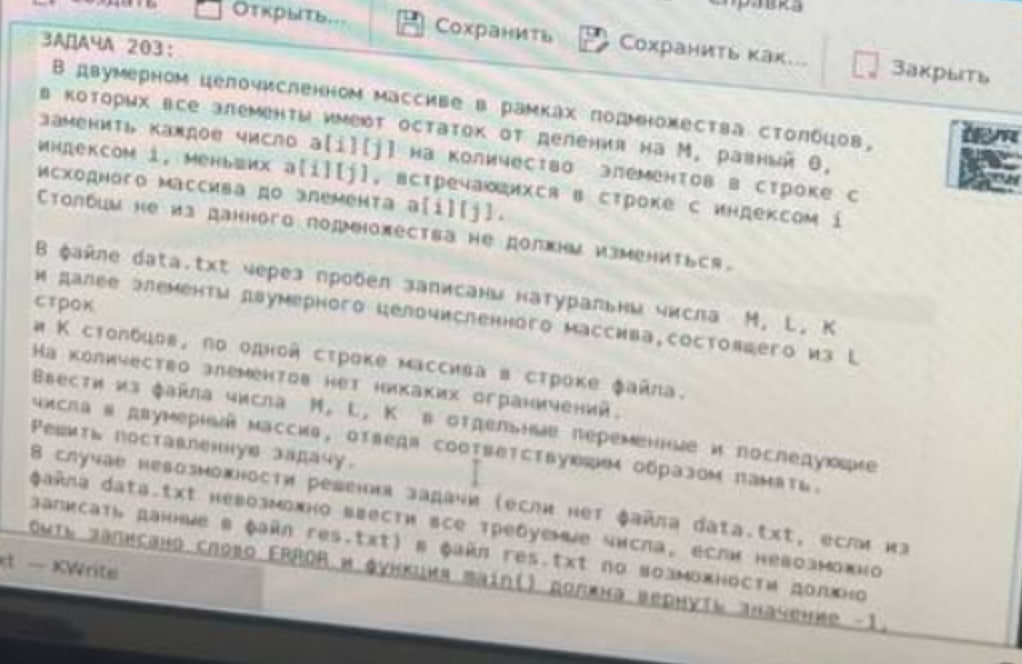 Открыть...
Сохранить
Сохранить как...
Закрыть
ЗАДАЧА 203:
В двумерном целочисленном массиве в рамках подмножества столбцов,
в которых все элементы имеют остаток от деления на М, равный 0,
заменить каждое число a[i][j] на количество элементов в строке с
индексом i, меньших a[i][j], встречающихся в строке с индексом i
исходного массива до элемента a[i][j].
Столбцы не из данного подмножества не должны измениться.
В файле data.txt через пробел записаны натуральны числа M, L, K
и далее элементы двумерного целочисленного массива,состоящего из L
строк
и K столбцов, по одной строке массива в строке файла.
На количество элементов нет никаких ограничений.
Ввести из файла числа M, L, K в отдельные переменные и последующие
числа в двумерный массив, отведя соответствующим образом память.
Решить поставленную задачу.
В случае невозможности решения задачи (если нет файла data.txt, если из
файла data.txt невозможно ввести все требуемые числа, если невозможно
записать данные в файл res.txt) в файл res.txt по возможности должно
быть записано слово ERROR и функция main() должна вернуть значение -1.
— KWrite